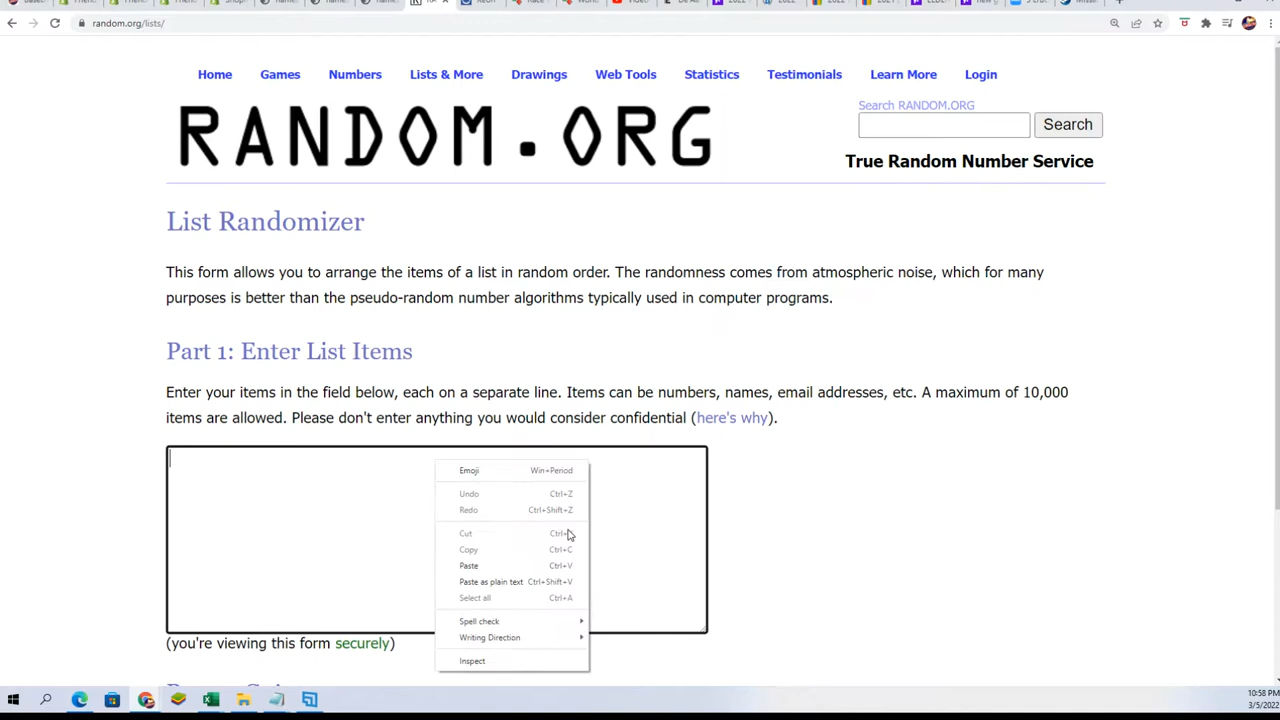 random.org/lists/
Home Games Numbers Lists & More Drawings Web Tools Statistics Testimonials Learn More Login
RANDOM.ORG
Search RANDOM.ORG
Search
True Random Number Service
List Randomizer
This form allows you to arrange the items of a list in random order. The randomness comes from atmospheric noise, which for many
purposes is better than the pseudo-random number algorithms typically used in computer programs.
Part 1: Enter List Items
Enter your items in the field below, each on a separate line. Items can be numbers, names, email addresses, etc. A maximum of 10,000
items are allowed. Please don't enter anything you would consider confidential (here's why).
Emoji Win+Period
Undo Ctrl+Z
Redo Ctrl+Shift+Z
Cut Ctrl+
Copy Ctrl+C
Paste Ctrl+V
Paste as plain text Ctrl+Shift+V
Select all Ctrl+A
Spell check
Writing Direction
Inspect
(you're viewing this form securely)
10:58 PM
3/5/2022